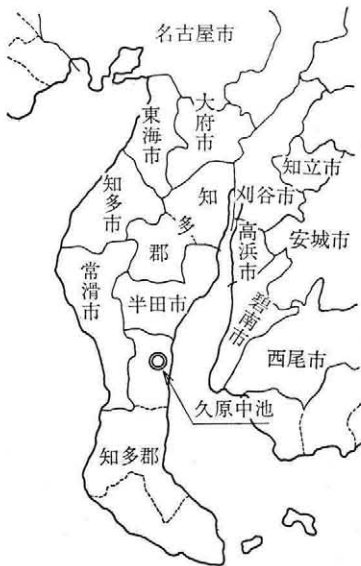 名古屋市
東海市
大府市
知多市
知多郡
刈谷市
知立市
高浜市
安城市
碧南市
常滑市
半田市
西尾市
久原中池
知多郡